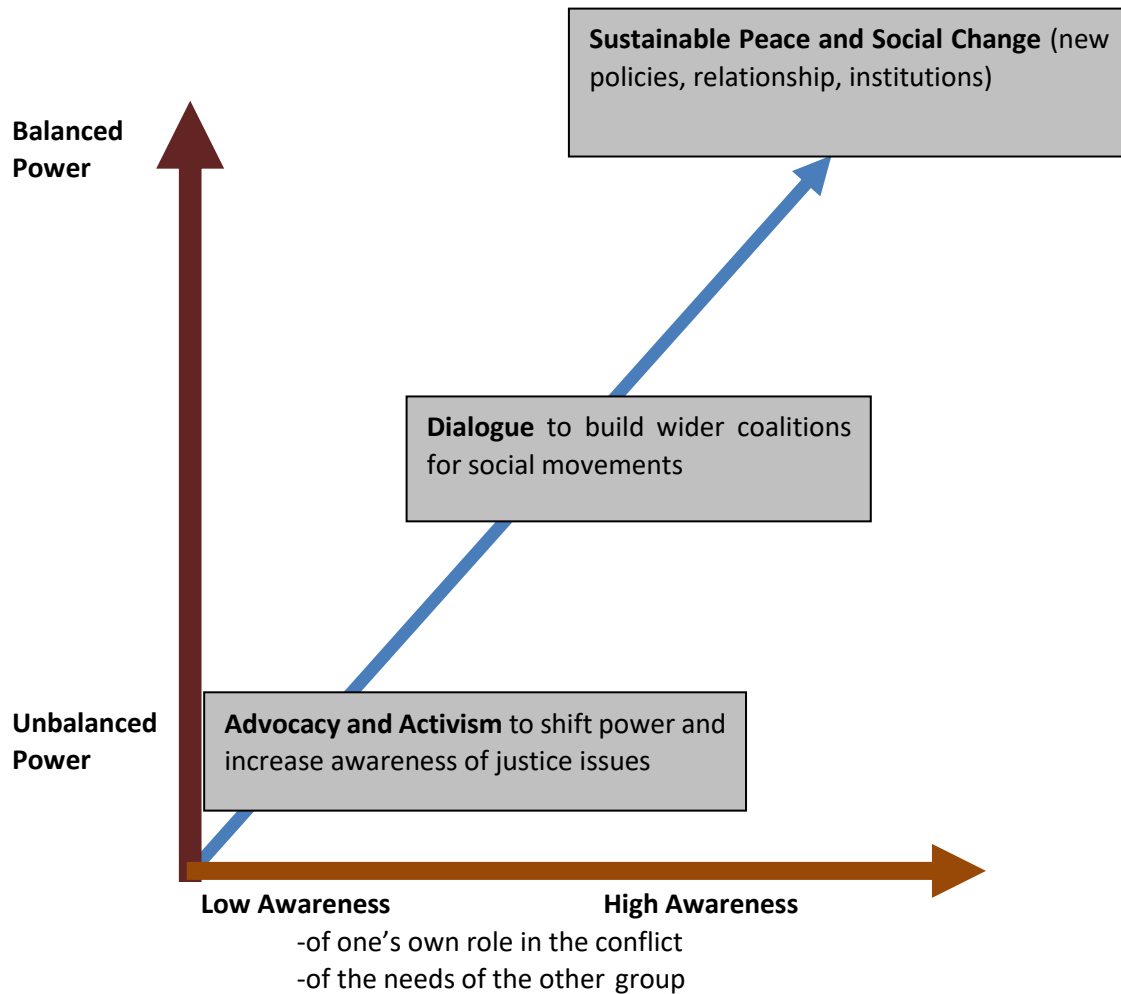 Sustainable Peace and Social Change (new
policies, relationship, institutions)
Balanced
Power
Dialogue to build wider coalitions
for social movements
Unbalanced
Power
Advocacy and Activism to shift power and
increase awareness of justice issues
Low Awareness
High Awareness
-of one’s own role in the conflict
-of the needs of the other group